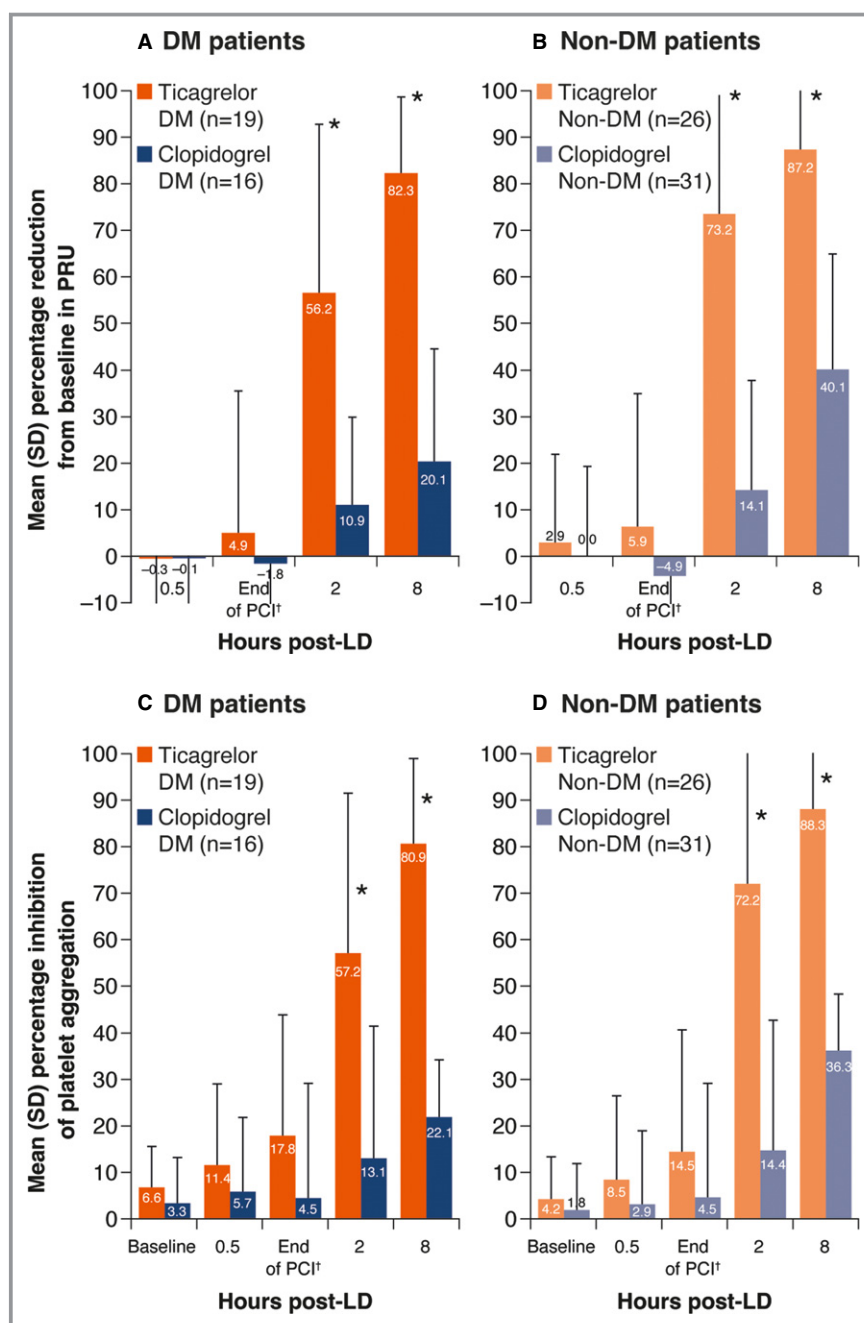 A DM patients
Mean (SD) percentage reduction
from baseline in PRU
100
90
80
70
60
50
40
30
20
10
0
−10
Ticagrelor
DM (n=19)
Clopidogrel
DM (n=16)
*
*
−0.3
−0.1
4.9
−1.8
56.2
10.9
82.3
20.1
0.5
End
of PCI†
2
8
Hours post-LD
B Non-DM patients
100
90
80
70
60
50
40
30
20
10
0
−10
Ticagrelor
Non-DM (n=26)
Clopidogrel
Non-DM (n=31)
*
*
2.9
0.0
5.9
−4.9
73.2
14.1
87.2
40.1
0.5
End
of PCI†
2
8
Hours post-LD
C DM patients
Mean (SD) percentage inhibition
of platelet aggregation
100
90
80
70
60
50
40
30
20
10
0
Ticagrelor
DM (n=19)
Clopidogrel
DM (n=16)
*
*
6.6
3.3
11.4
5.7
17.8
4.5
57.2
13.1
80.9
22.1
Baseline
0.5
End
of PCI†
2
8
Hours post-LD
D Non-DM patients
100
90
80
70
60
50
40
30
20
10
0
Ticagrelor
Non-DM (n=26)
Clopidogrel
Non-DM (n=31)
*
*
4.2
1.8
8.5
2.9
14.5
4.5
72.2
14.4
88.3
36.3
Baseline
0.5
End
of PCI†
2
8
Hours post-LD